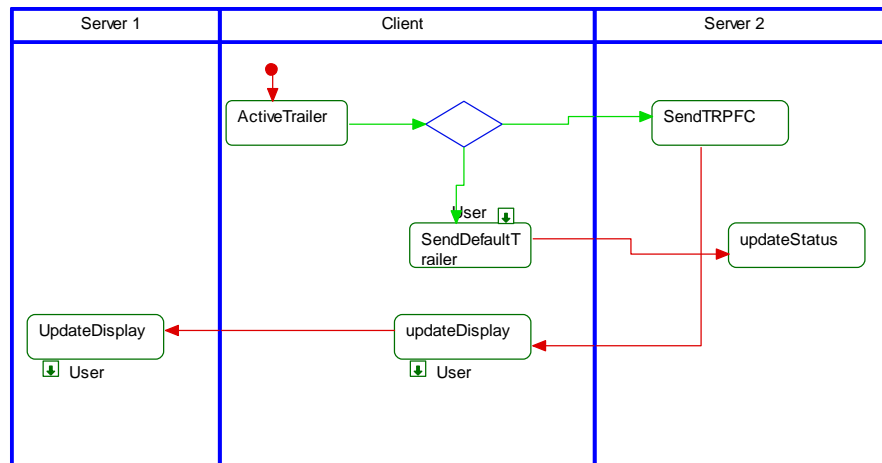 Server 1
Client
Server 2
ActiveTrailer
SendTRPFC
User
SendDefaultT
railer
updateStatus
UpdateDisplay
updateDisplay
User
User